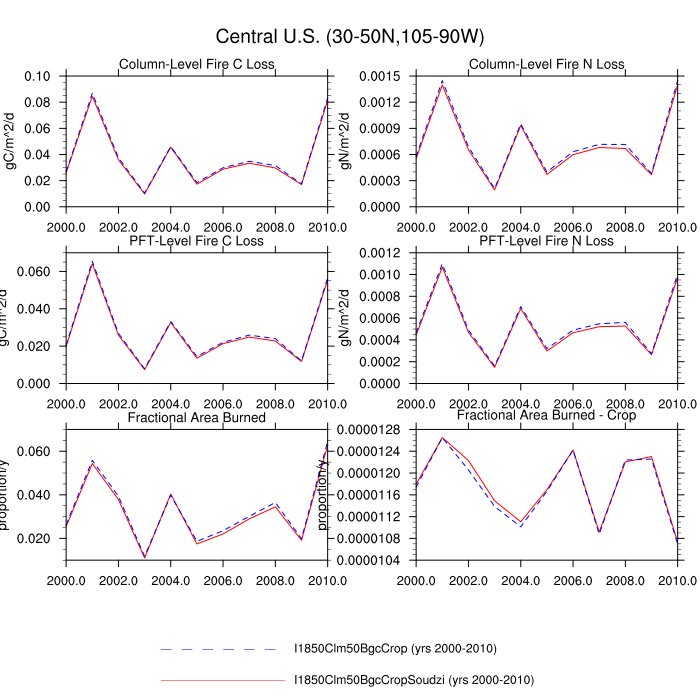 Central U.S. (30-50N,105-90W)
Column-Level Fire C Loss
Column-Level Fire N Loss
0.10
0.08
0.06
0.04
0.02
0.00
gC/m^2/d
0.0015
0.0012
0.0009
0.0006
0.0003
0.0000
gN/m^2/d
2000.0 2002.0 2004.0 2006.0 2008.0 2010.0
2000.0 2002.0 2004.0 2006.0 2008.0 2010.0
PFT-Level Fire C Loss
PFT-Level Fire N Loss
0.060
0.040
0.020
0.000
gC/m^2/d
0.0012
0.0010
0.0008
0.0006
0.0004
0.0002
0.0000
gN/m^2/d
2000.0 2002.0 2004.0 2006.0 2008.0 2010.0
2000.0 2002.0 2004.0 2006.0 2008.0 2010.0
Fractional Area Burned
Fractional Area Burned - Crop
0.060
0.040
0.020
proportion/y
0.0000128
0.0000124
0.0000120
0.0000116
0.0000112
0.0000108
0.0000104
proportion/y
2000.0 2002.0 2004.0 2006.0 2008.0 2010.0
2000.0 2002.0 2004.0 2006.0 2008.0 2010.0
I1850Clm50BgcCrop (yrs 2000-2010)
I1850Clm50BgcCropSoudzi (yrs 2000-2010)